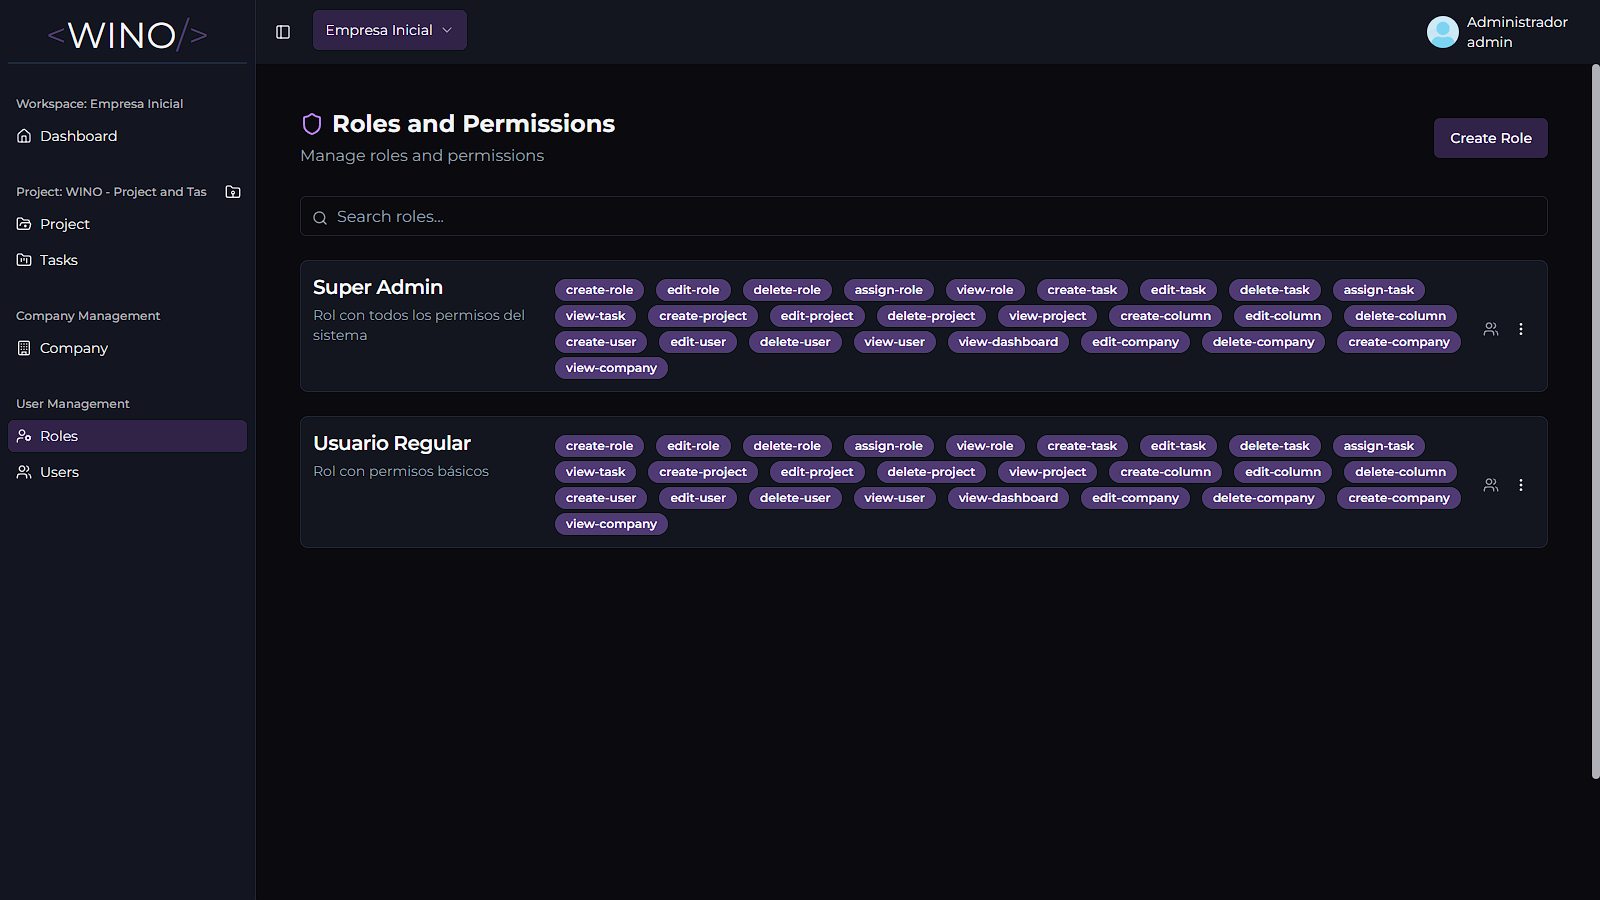 <WINO/>
Workspace: Empresa Inicial
Dashboard
Project: WINO - Project and Tas
Project
Tasks
Company Management
Company
User Management
Roles
Users
Empresa Inicial
Administrador
admin
Roles and Permissions
Manage roles and permissions
Create Role
Search roles...
Super Admin
Rol con todos los permisos del
sistema
create-role edit-role delete-role assign-role view-role create-task edit-task delete-task assign-task
view-task create-project edit-project delete-project view-project create-column edit-column delete-column
create-user edit-user delete-user view-user view-dashboard edit-company delete-company create-company
view-company
Usuario Regular
Rol con permisos básicos
create-role edit-role delete-role assign-role view-role create-task edit-task delete-task assign-task
view-task create-project edit-project delete-project view-project create-column edit-column delete-column
create-user edit-user delete-user view-user view-dashboard edit-company delete-company create-company
view-company